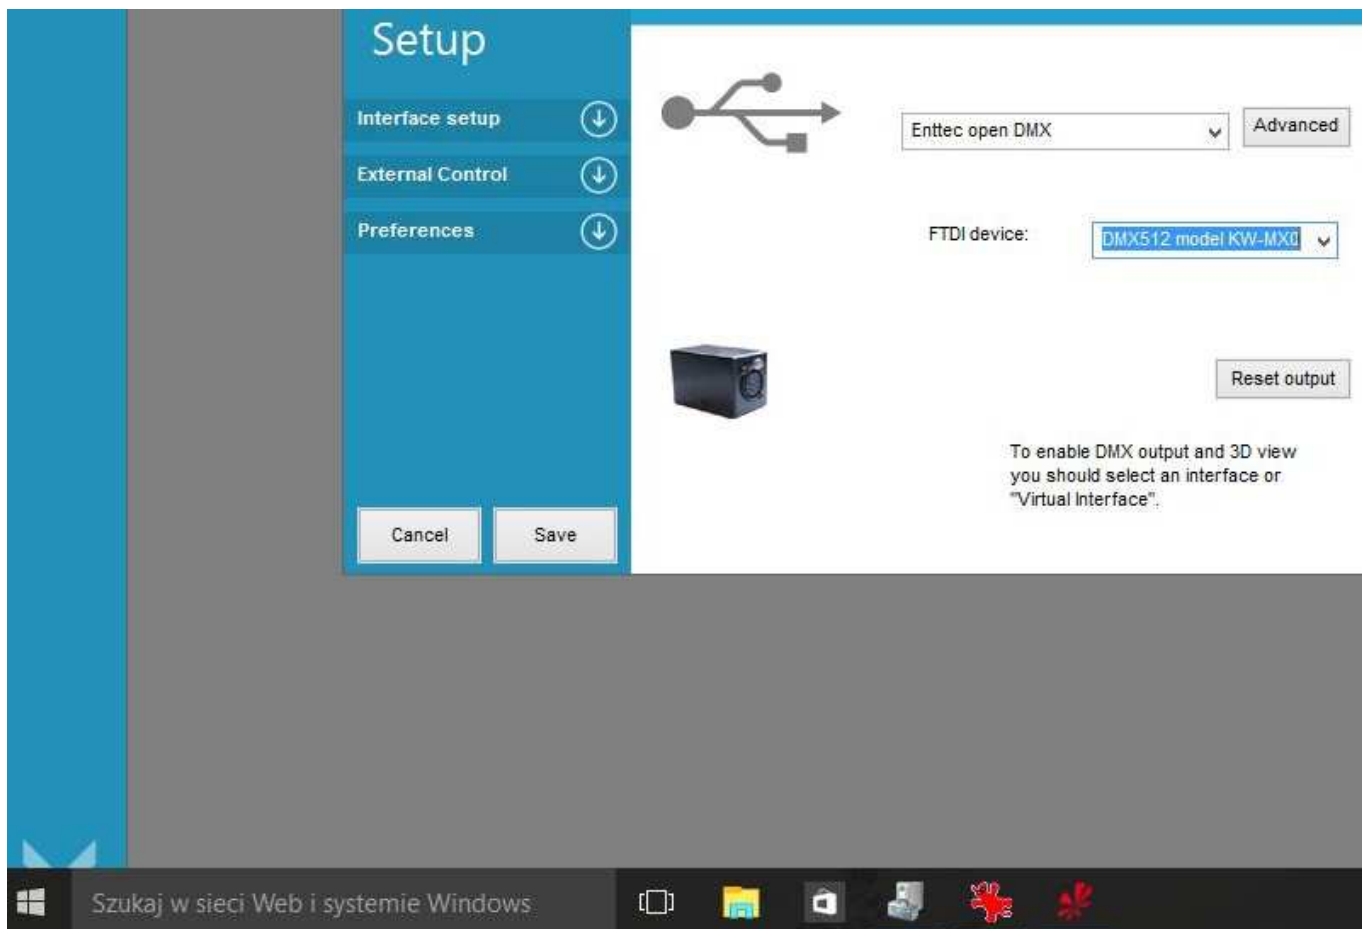 Setup
Interface setup
External Control
Preferences
Enttec open DMX
Advanced
FTDI device:
DMX512 model KW-MX0
Reset output
To enable DMX output and 3D view
you should select an interface or
"Virtual Interface".
Cancel
Save
Szukaj w sieci Web i systemie Windows